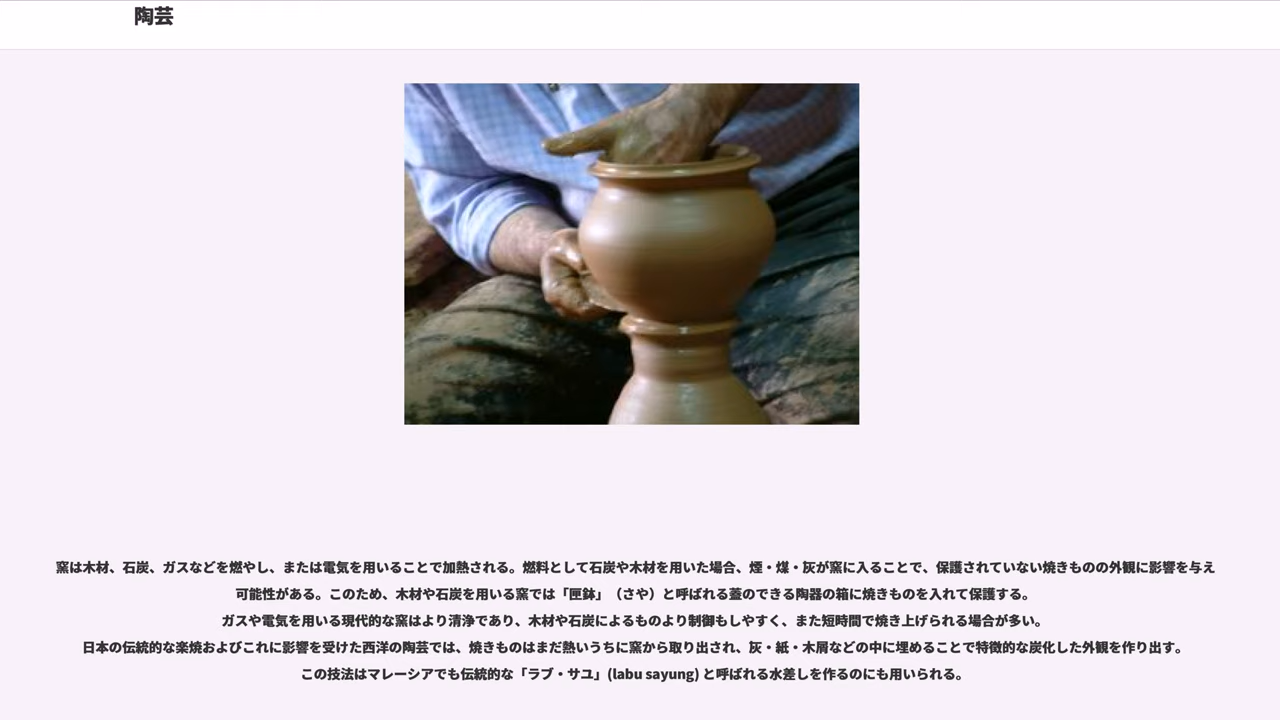 陶芸
窯は木材、石炭、ガスなどを燃やし、または電気を用いることで加熱される。燃料として石炭や木材を用いた場合、煙・煤・灰が窯に入ることで、保護されていない焼きものの外観に影響を与え
可能性がある。このため、木材や石炭を用いる窯では「匣鉢」（さや）と呼ばれる蓋のできる陶器の箱に焼きものを入れて保護する。
ガスや電気を用いる現代的な窯はより清浄であり、木材や石炭によるものより制御もしやすく、また短時間で焼き上げられる場合が多い。
日本の伝統的な楽焼およびこれに影響を受けた西洋の陶芸では、焼きものはまだ熱いうちに窯から取り出され、灰・紙・木屑などの中に埋めることで特徴的な炭化した外観を作り出す。
この技法はマレーシアでも伝統的な「ラブ・サユ」(labu sayung) と呼ばれる水差しを作るのにも用いられる。